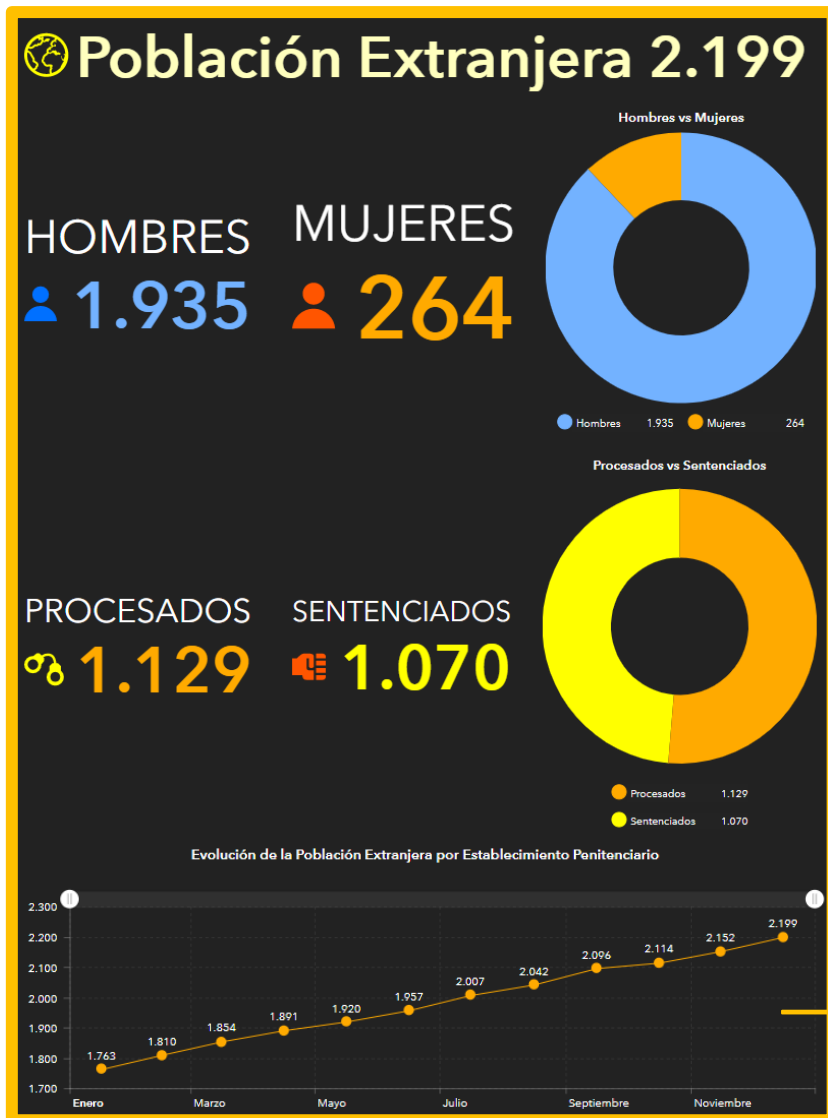 Población Extranjera 2.199
Hombres vs Mujeres
HOMBRES
1.935
MUJERES
264
Hombres 1.935 Mujeres 264
Procesados vs Sentenciados
PROCESADOS
1.129
SENTENCIADOS
1.070
Procesados 1.129
Sentenciados 1.070
Evolución de la Población Extranjera por Establecimiento Penitenciario
2.300
2.200
2.100
2.000
1.900
1.800
1.700
1.763
1.810
1.854
1.891
1.920
1.957
2.007
2.042
2.096
2.114
2.152
2.199
Enero Marzo Mayo Julio Septiembre Noviembre